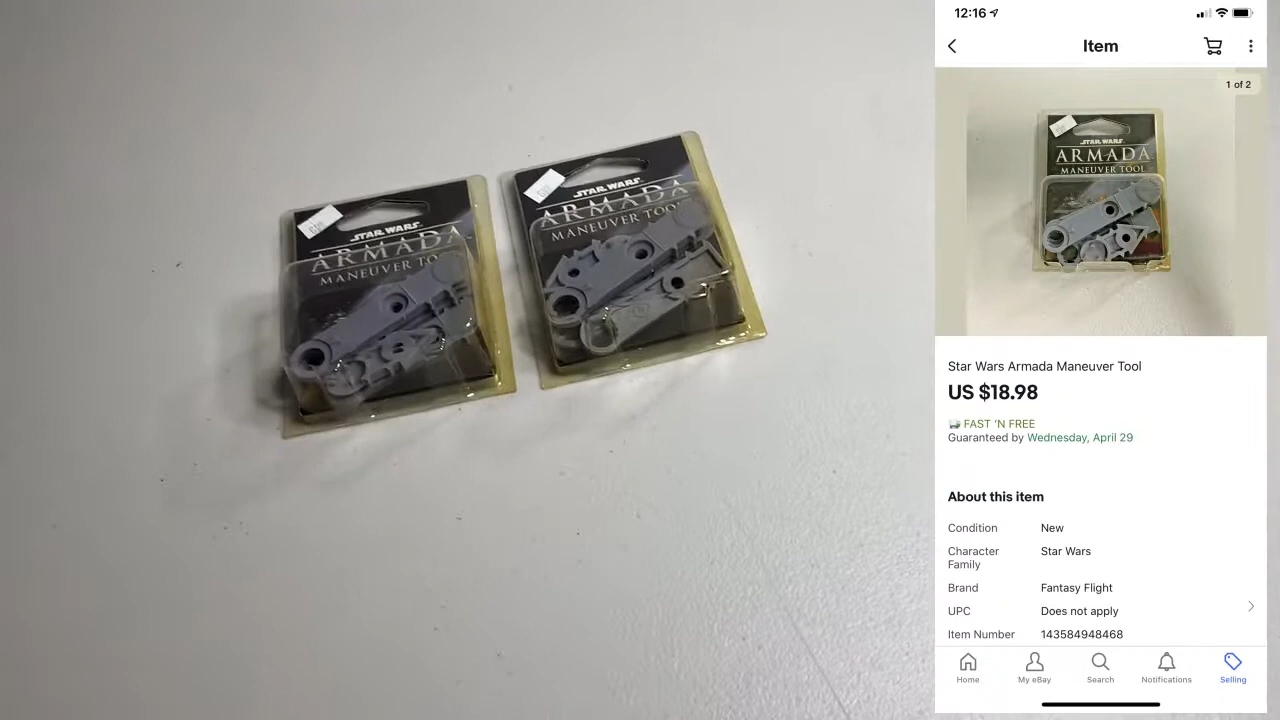 STAR WARS
ARMADA
MANEUVER TOOL
STAR WARS
ARMADA
MANEUVER TOOL
12:16
Item
1 of 2
STAR WARS
ARMADA
MANEUVER TOOL
Star Wars Armada Maneuver Tool
US $18.98
FAST 'N FREE
Guaranteed by Wednesday, April 29
About this item
Condition New
Character Family Star Wars
Brand Fantasy Flight
UPC Does not apply
Item Number 143584948468
Home My eBay Search Notifications Selling